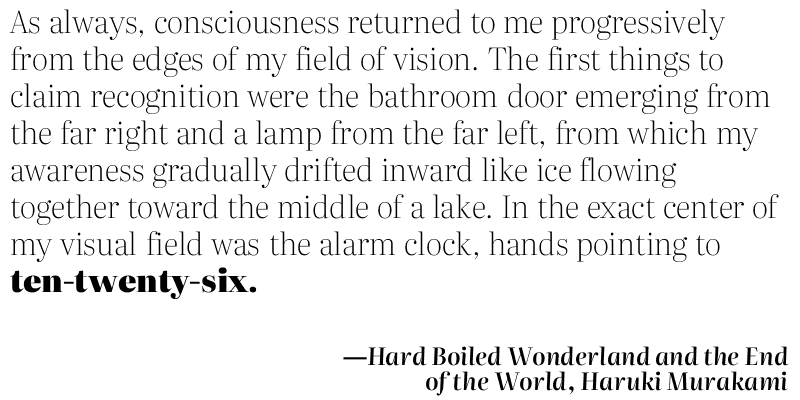 As always, consciousness returned to me progressively
from the edges of my field of vision. The first things to
claim recognition were the bathroom door emerging from
the far right and a lamp from the far left, from which my
awareness gradually drifted inward like ice flowing
together toward the middle of a lake. In the exact center of
my visual field was the alarm clock, hands pointing to
ten-twenty-six.
—Hard Boiled Wonderland and the End
of the World, Haruki Murakami